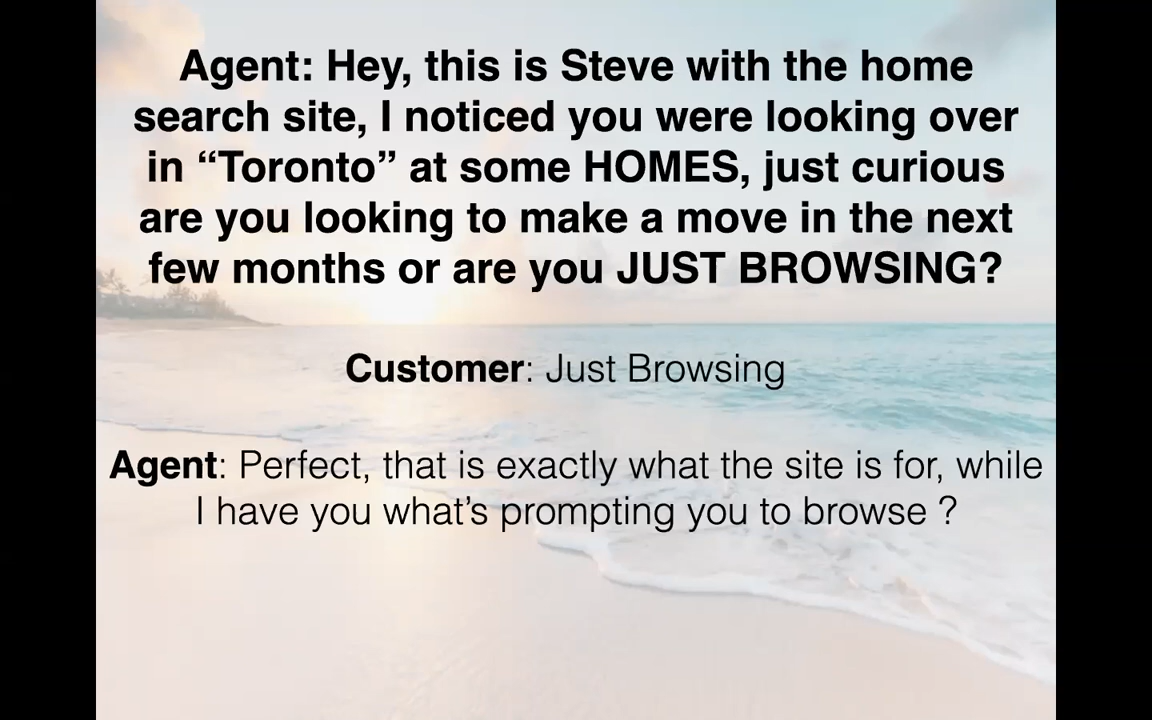 Agent: Hey, this is Steve with the home
search site, I noticed you were looking over
in “Toronto” at some HOMES, just curious
are you looking to make a move in the next
few months or are you JUST BROWSING?
Customer: Just Browsing
Agent: Perfect, that is exactly what the site is for, while
I have you what’s prompting you to browse ?